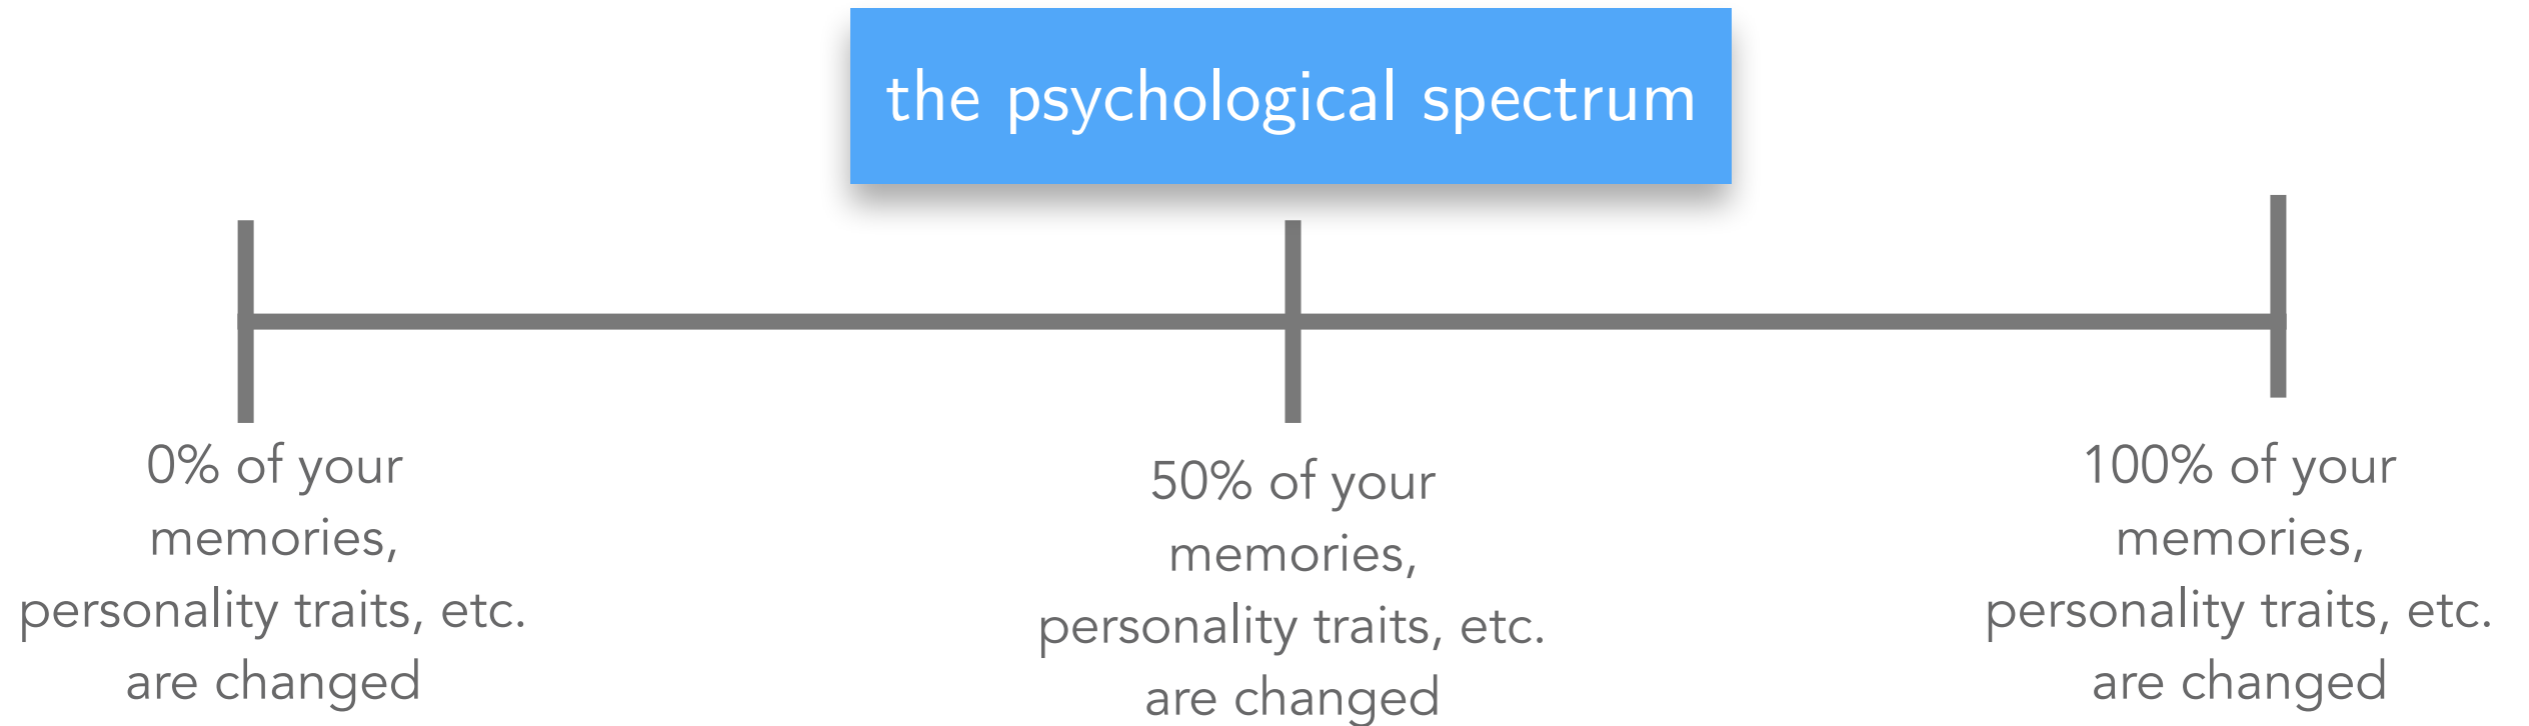 the psychological spectrum
0% of your
memories,
personality traits, etc.
are changed
50% of your
memories,
personality traits, etc.
are changed
100% of your
memories,
personality traits, etc.
are changed